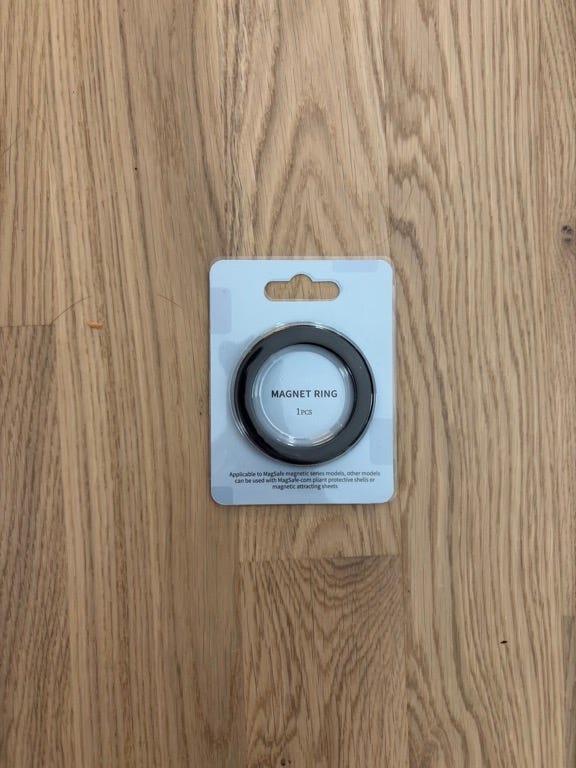 MAGNET RING
1PCS
Applicable to MagSafe magnetic series models, other models
can be used with MagSafe-com pliant protective shells or
magnetic attracting sheets